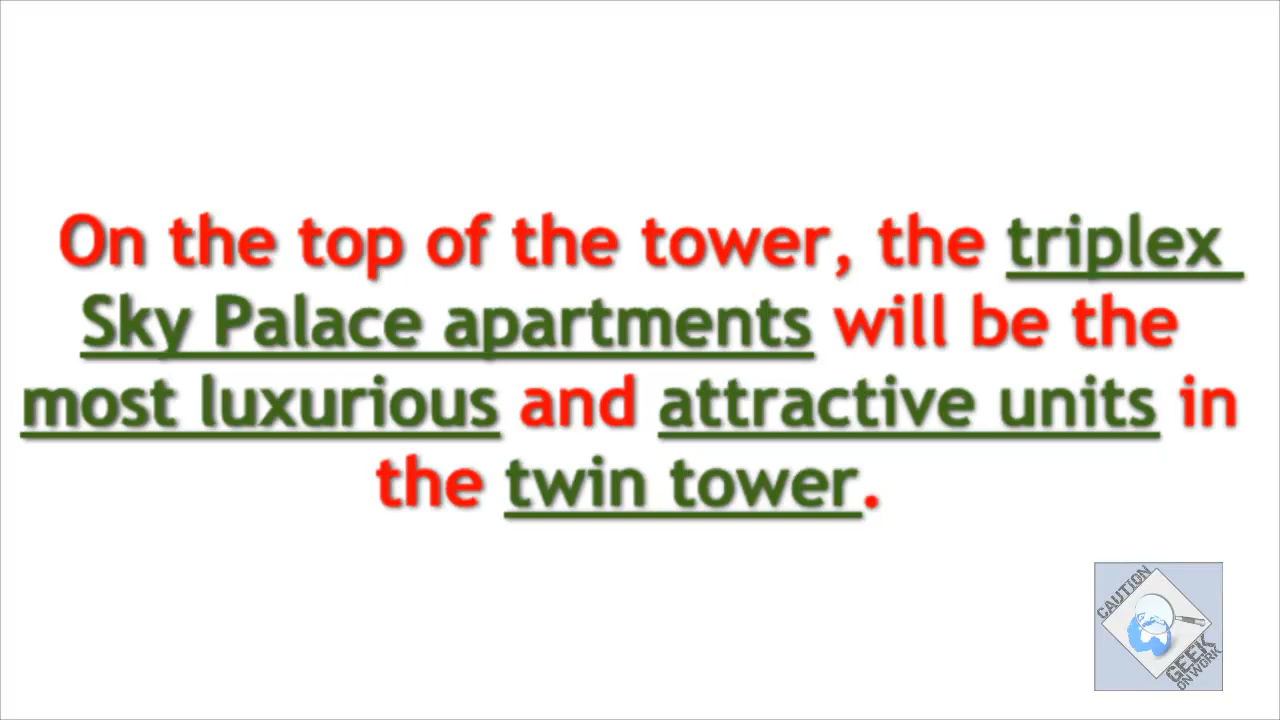 On the top of the tower, the triplex
Sky Palace apartments will be the
most luxurious and attractive units in
the twin tower.
CAUTION
GEEK
ON WORK